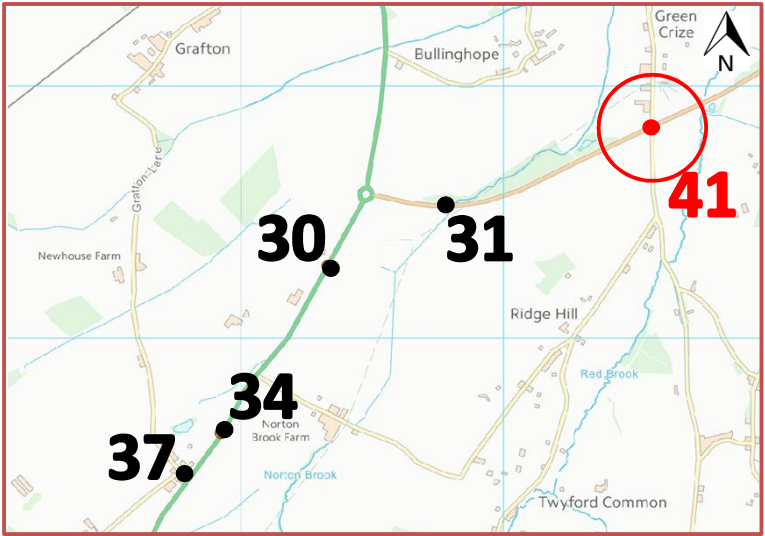 Green
Crize
Grafton
Bullinghope
N
Grafton Lane
41
30
31
Newhouse Farm
Ridge Hill
Red Brook
34
Norton
Brook Farm
37
Norton Brook
Twyford Common